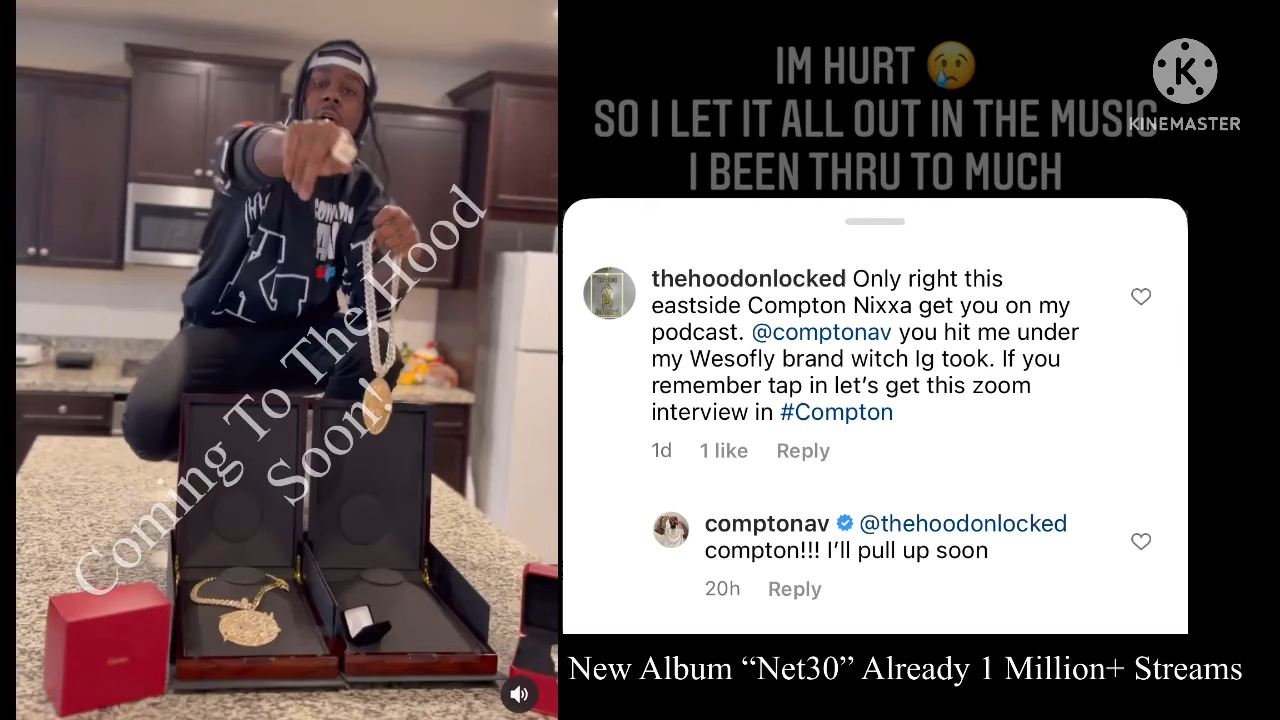 IM HURT 😢
SO I LET IT ALL OUT IN THE MUSIC
I BEEN THRU TO MUCH
KINEMASTER
thehoodonlocked Only right this
eastside Compton Nixxa get you on my
podcast. @comptonav you hit me under
my Wesofly brand witch Ig took. If you
remember tap in let’s get this zoom
interview in #Compton
1d 1 like Reply
comptonav @thehoodonlocked
compton!!! I’ll pull up soon
20h Reply
New Album “Net30” Already 1 Million+ Streams
Coming To The Hood
Soon!
Cartier